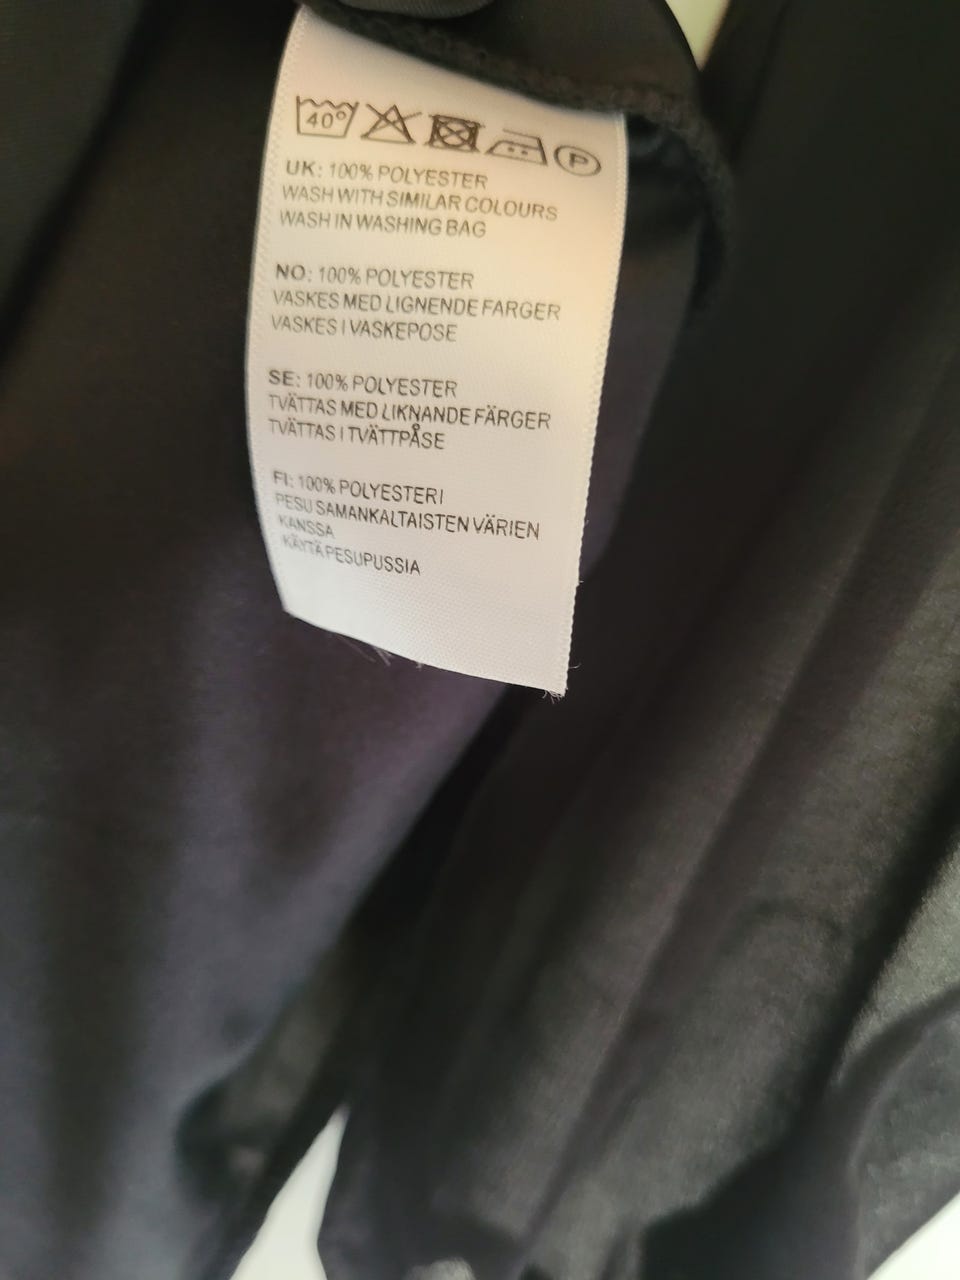 40°
P
UK: 100% POLYESTER
WASH WITH SIMILAR COLOURS
WASH IN WASHING BAG
NO: 100% POLYESTER
VASKES MED LIGNENDE FARGER
VASKES I VASKEPOSE
SE: 100% POLYESTER
TVÄTTAS MED LIKNANDE FÄRGER
TVÄTTAS I TVÄTTPÅSE
FI: 100% POLYESTERI
PESU SAMANKALTAISTEN VÄRIEN
KANSSA
KÄYTÄ PESUPUSSIA